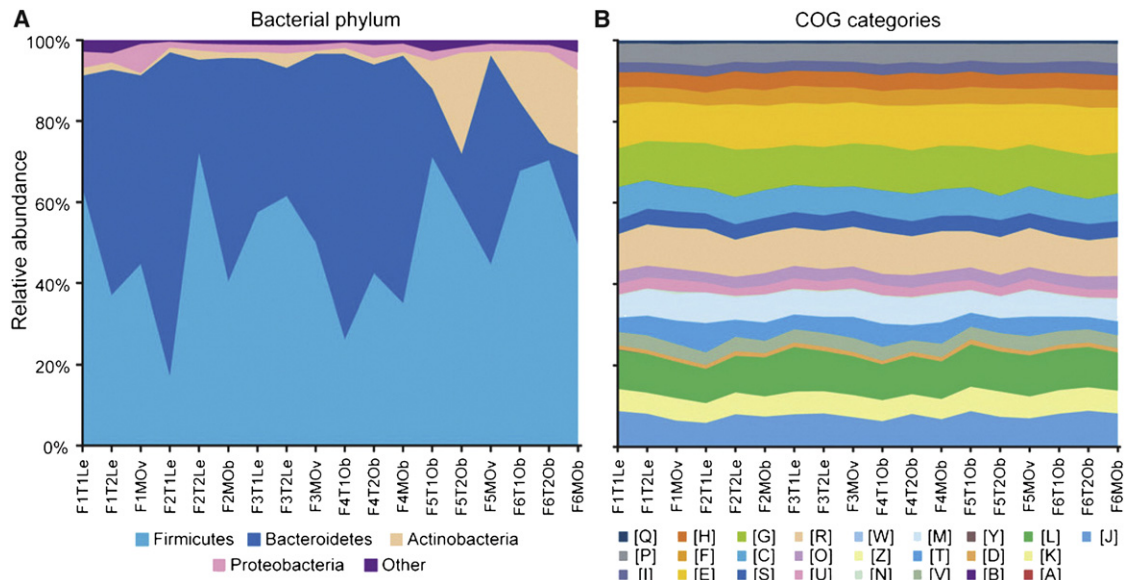 A
Bacterial phylum
100%
80%
60%
40%
20%
0%
Relative abundance
F1T1Le
F1T2Le
F1MOv
F2T1Le
F2T2Le
F2MOb
F3T1Le
F3T2Le
F3MOv
F4T1Ob
F4T2Ob
F4MOb
F5T1Ob
F5T2Ob
F5MOv
F6T1Ob
F6T2Ob
F6MOb
Firmicutes Bacteroidetes Actinobacteria
Proteobacteria Other
B
COG categories
F1T1Le
F1T2Le
F1MOv
F2T1Le
F2T2Le
F2MOb
F3T1Le
F3T2Le
F3MOv
F4T1Ob
F4T2Ob
F4MOb
F5T1Ob
F5T2Ob
F5MOv
F6T1Ob
F6T2Ob
F6MOb
[Q] [H] [G] [R] [W] [M] [Y] [L] [J]
[P] [F] [C] [O] [Z] [T] [D] [K]
[I] [E] [S] [U] [N] [V] [B] [A]